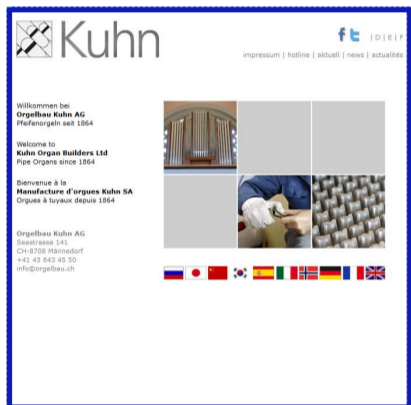 Kuhn
|D|E|F
impressum | hotline | aktuell | news | actualités
Willkommen bei
Orgelbau Kuhn AG
Pfeifenorgeln seit 1864
Welcome to
Kuhn Organ Builders Ltd
Pipe Organs since 1864
Bienvenue à la
Manufacture d'orgues Kuhn SA
Orgues à tuyaux depuis 1864
Orgelbau Kuhn AG
Seestrasse 141
CH-8708 Männedorf
+41 43 843 45 50
info@orgelbau.ch